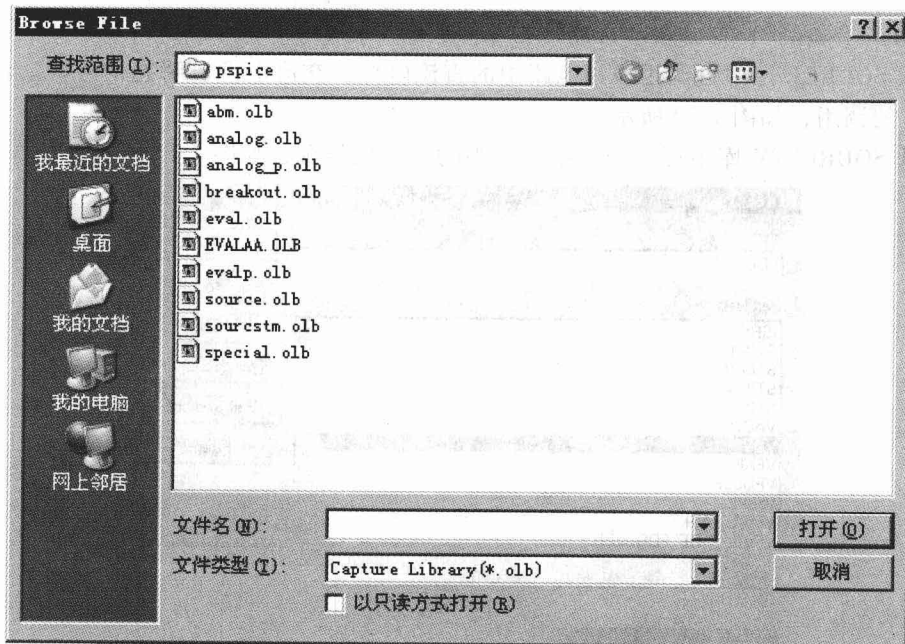 Browse File
查找范围(I):
pspice
我最近的文档
桌面
我的文档
我的电脑
网上邻居
abm.olb
analog.olb
analog_p.olb
breakout.olb
eval.olb
EVALAA.OLB
evalp.olb
source.olb
sourcstm.olb
special.olb
文件名(N):
打开(O)
文件类型(T):
Capture Library(*.olb)
取消
以只读方式打开(R)